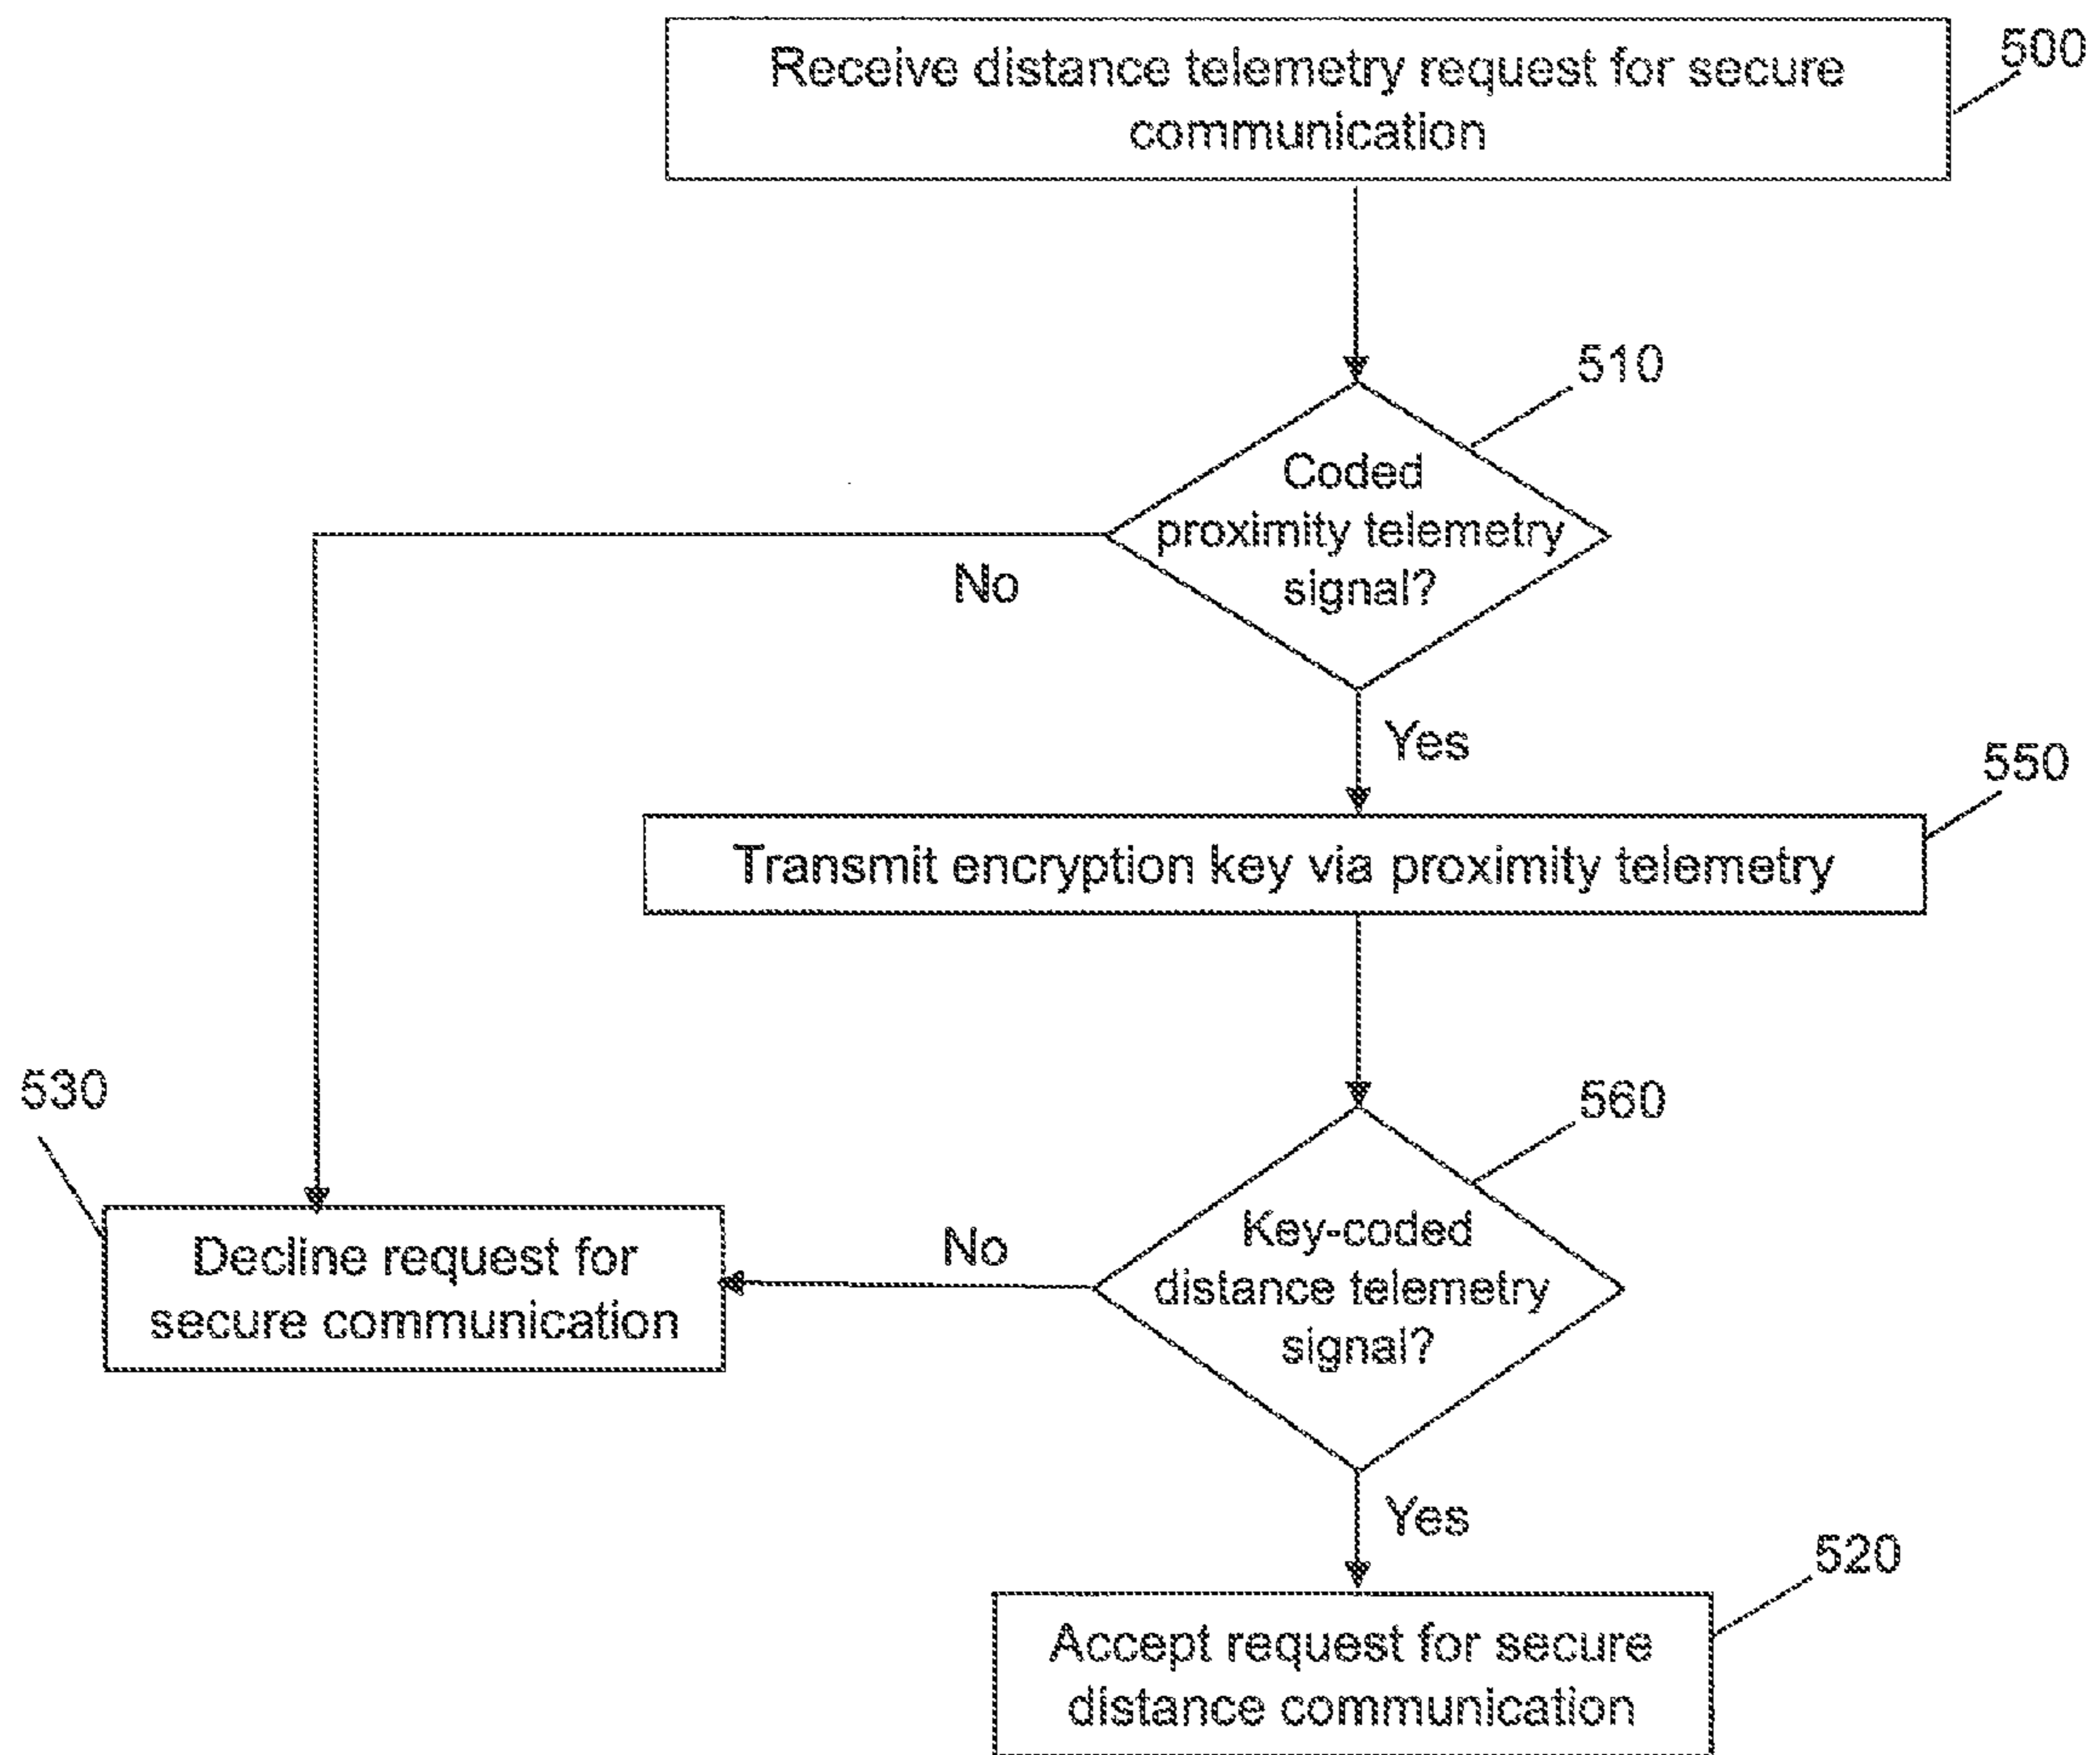 Receive distance telemetry request for secure
communication
500
510
Coded
proximity telemetry
signal?
No
Yes
550
Transmit encryption key via proximity telemetry
530
560
Decline request for
secure communication
No
Key-coded
distance telemetry
signal?
Yes
520
Accept request for secure
distance communication